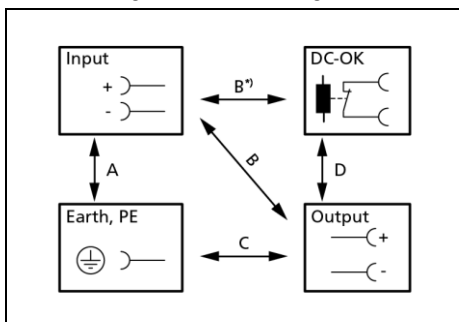 Input
+
-
B*)
DC-OK
A
B
D
Earth, PE
C
Output
+
-